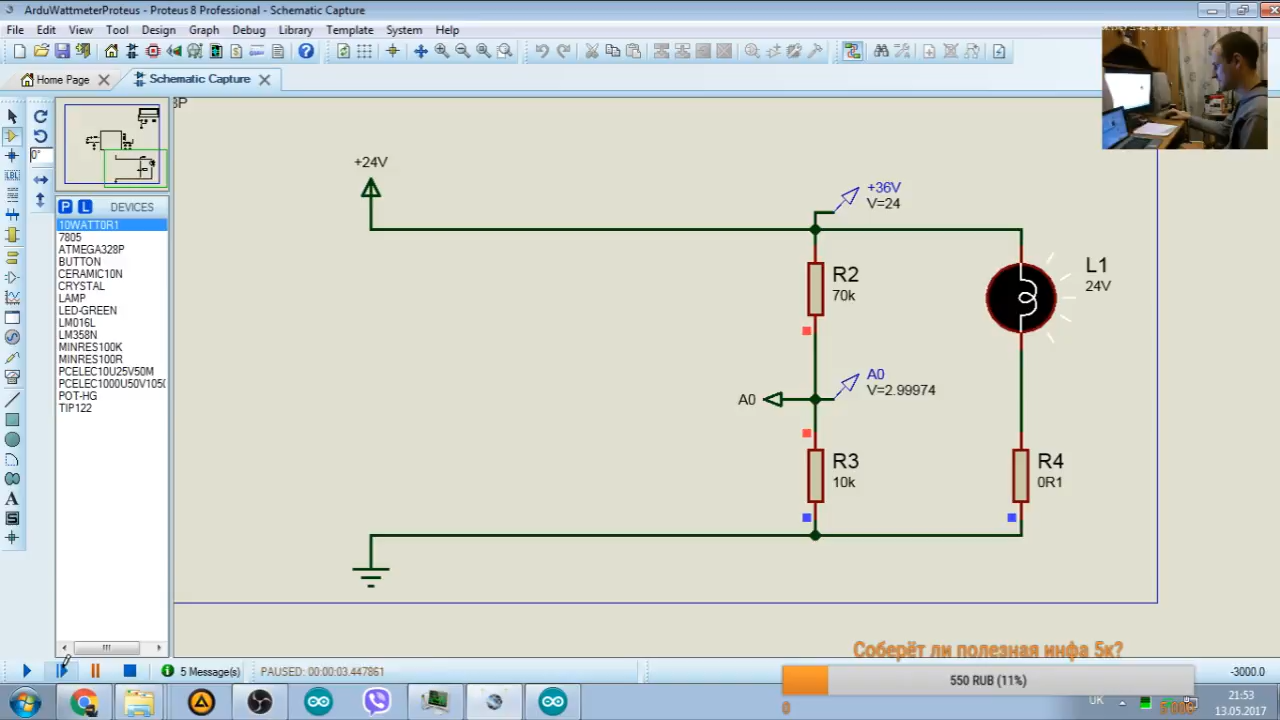 ArduWattmeterProteus - Proteus 8 Professional - Schematic Capture
File Edit View Tool Design Graph Debug Library Template System Help
Home Page
Schematic Capture
0°
P L DEVICES
10WATT0R1
7805
ATMEGA328P
BUTTON
CERAMIC10N
CRYSTAL
LAMP
LED-GREEN
LM016L
LM358N
MINRES100K
MINRES100R
PCELEC10U25V50M
PCELEC1000U50V105(
POT-HG
TIP122
LBL
A
S
+24V
+36V
V=24
R2
70k
L1
24V
A0
A0
V=2.99974
R3
10k
R4
0R1
5 Message(s)
PAUSED: 00:00:03.447861
-3000.0
Соберёт ли полезная инфа 5к?
550 RUB (11%)
0
UK
21:53
13.05.2017